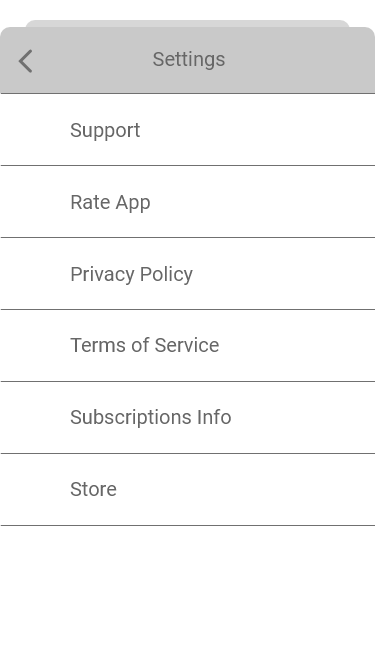 Settings
Support
Rate App
Privacy Policy
Terms of Service
Subscriptions Info
Store